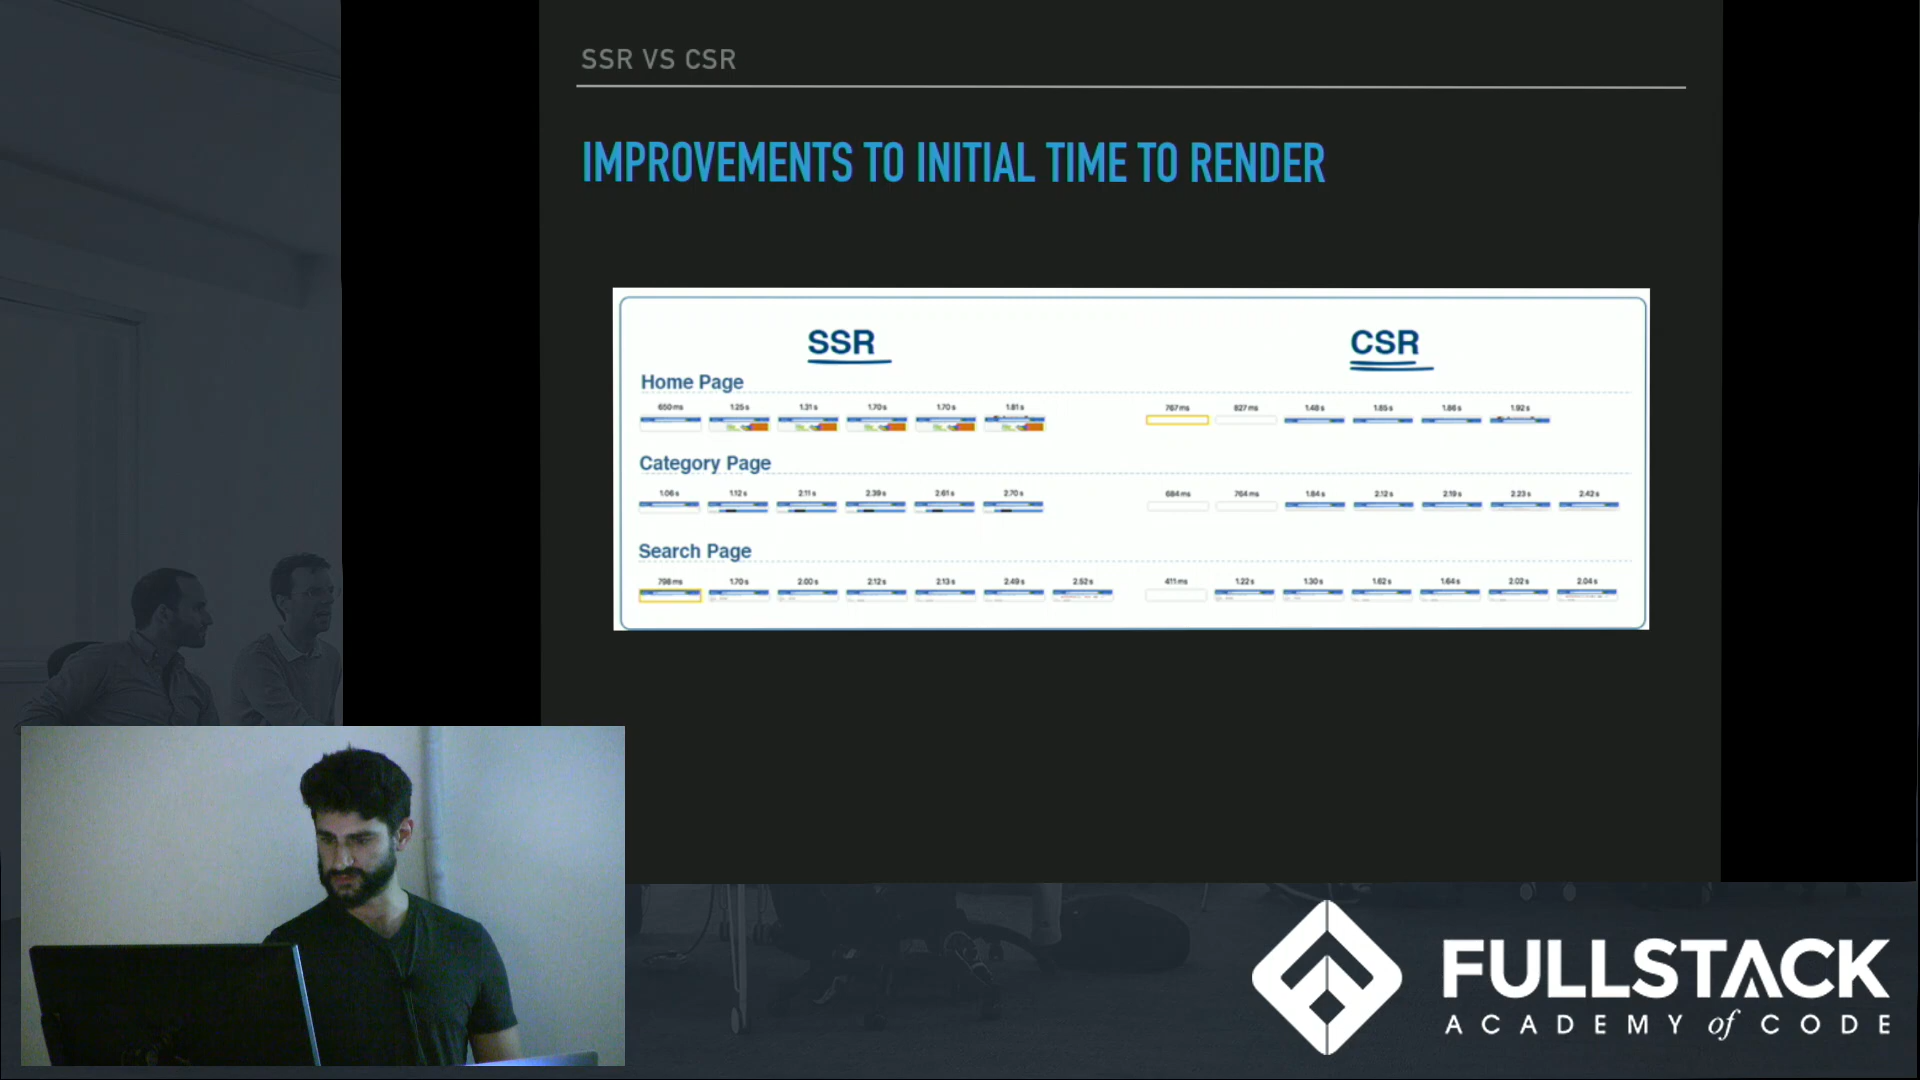 SSR VS CSR
IMPROVEMENTS TO INITIAL TIME TO RENDER
SSR
CSR
Home Page
650ms 1.25s 1.31s 1.70s 1.70s 1.81s
767ms 827ms 1.48s 1.85s 1.86s 1.92s
Category Page
1.06s 1.12s 2.11s 2.39s 2.61s 2.70s
684ms 764ms 1.84s 2.12s 2.19s 2.23s 2.42s
Search Page
798ms 1.70s 2.00s 2.12s 2.13s 2.49s 2.52s
411ms 1.22s 1.30s 1.62s 1.64s 2.02s 2.04s
FULLSTACK
ACADEMY of CODE